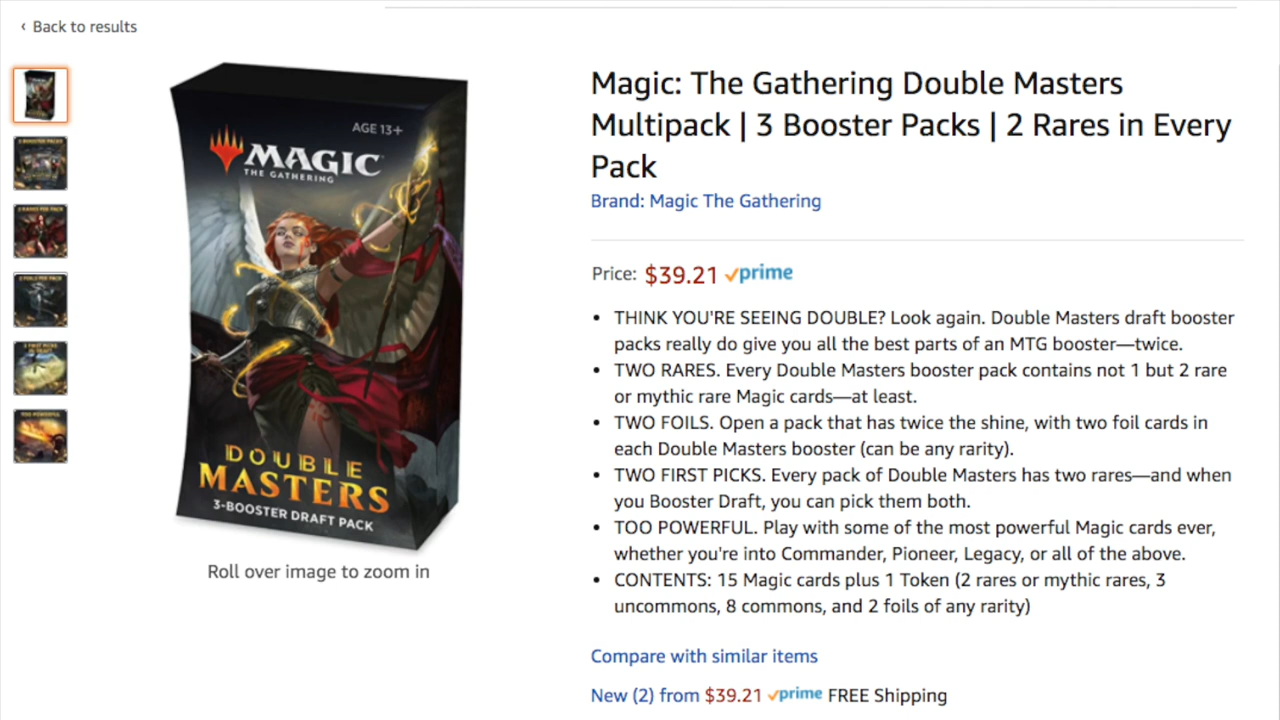 ‹ Back to results
AGE 13+
MAGIC
THE GATHERING
DOUBLE
MASTERS
3-BOOSTER DRAFT PACK
Roll over image to zoom in
Magic: The Gathering Double Masters
Multipack | 3 Booster Packs | 2 Rares in Every
Pack
Brand: Magic The Gathering
Price: $39.21 prime
• THINK YOU'RE SEEING DOUBLE? Look again. Double Masters draft booster
packs really do give you all the best parts of an MTG booster—twice.
• TWO RARES. Every Double Masters booster pack contains not 1 but 2 rare
or mythic rare Magic cards—at least.
• TWO FOILS. Open a pack that has twice the shine, with two foil cards in
each Double Masters booster (can be any rarity).
• TWO FIRST PICKS. Every pack of Double Masters has two rares—and when
you Booster Draft, you can pick them both.
• TOO POWERFUL. Play with some of the most powerful Magic cards ever,
whether you're into Commander, Pioneer, Legacy, or all of the above.
• CONTENTS: 15 Magic cards plus 1 Token (2 rares or mythic rares, 3
uncommons, 8 commons, and 2 foils of any rarity)
Compare with similar items
New (2) from $39.21 prime FREE Shipping